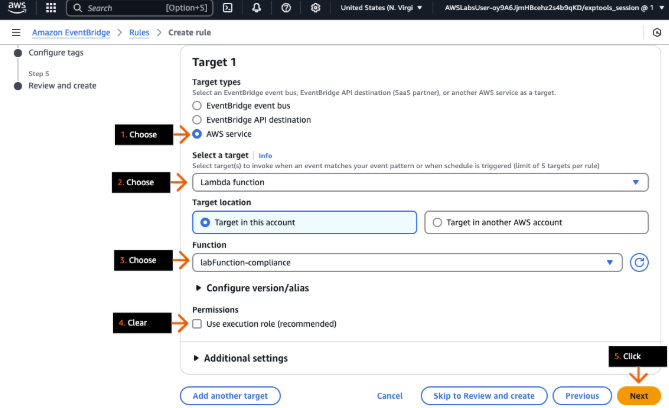 aws
Search
[Option+S]
United States (N. Virgi
Amazon EventBridge
Rules
Create rule
Configure tags
Step 5
Review and create
Target 1
Target types
Select an EventBridge event bus, EventBridge API destination (SaaS partner), or another AWS service as a target.
EventBridge event bus
EventBridge API destination
1. Choose
AWS service
Select a target
Info
Select target(s) to invoke when an event matches your event pattern or when schedule is triggered (limit of 5 targets per rule)
2. Choose
Lambda function
Target location
Target in this account
Target in another AWS account
Function
3. Choose
labFunction-compliance
Configure version/alias
Permissions
4. Clear
Use execution role (recommended)
Additional settings
5. Click
Add another target
Cancel
Skip to Review and create
Previous
Next